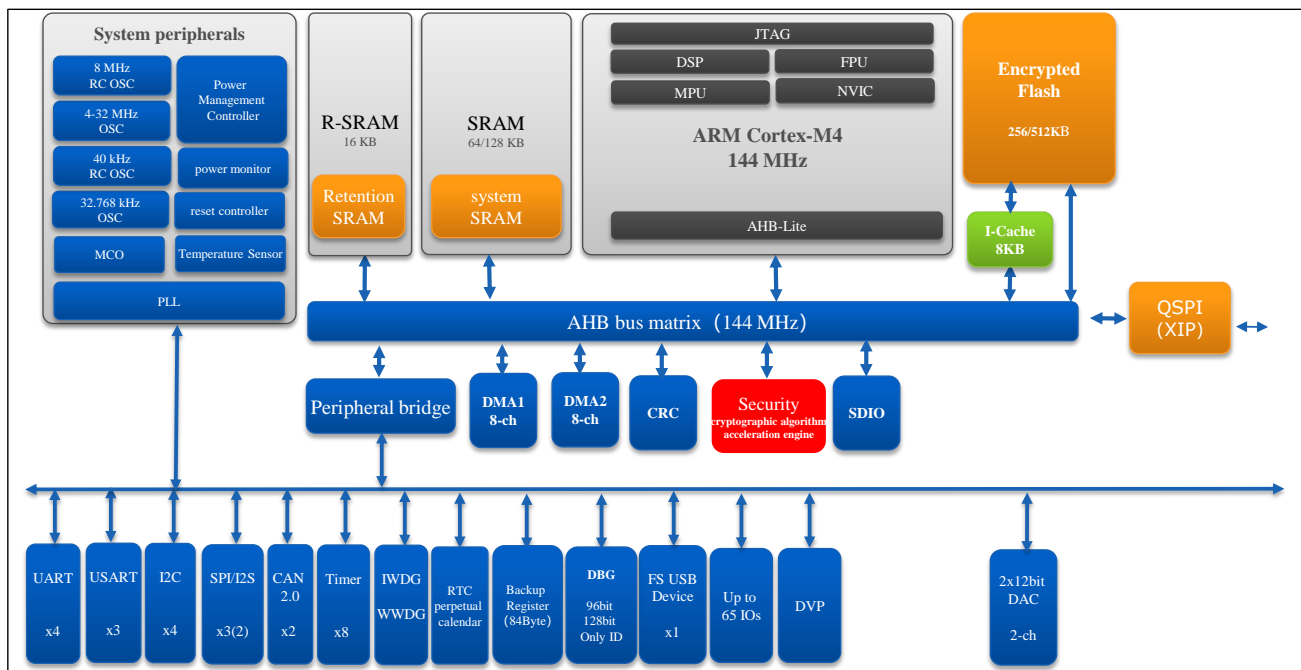 System peripherals
8 MHz
RC OSC
Power
Management
Controller
4-32 MHz
OSC
40 kHz
RC OSC
power monitor
32.768 kHz
OSC
reset controller
MCO
Temperature Sensor
PLL
R-SRAM
16 KB
Retention
SRAM
SRAM
64/128 KB
system
SRAM
JTAG
DSP
FPU
MPU
NVIC
ARM Cortex-M4
144 MHz
AHB-Lite
Encrypted
Flash
256/512KB
I-Cache
8KB
AHB bus matrix（144 MHz）
QSPI
(XIP)
Peripheral bridge
DMA1
8-ch
DMA2
8-ch
CRC
Security
cryptographic algorithm
acceleration engine
SDIO
UART
x4
USART
x3
I2C
x4
SPI/I2S
x3(2)
CAN
2.0
x2
Timer
x8
IWDG
WWDG
RTC
perpetual
calendar
Backup
Register
(84Byte)
DBG
96bit
128bit
Only ID
FS USB
Device
x1
Up to
65 IOs
DVP
2x12bit
DAC
2-ch